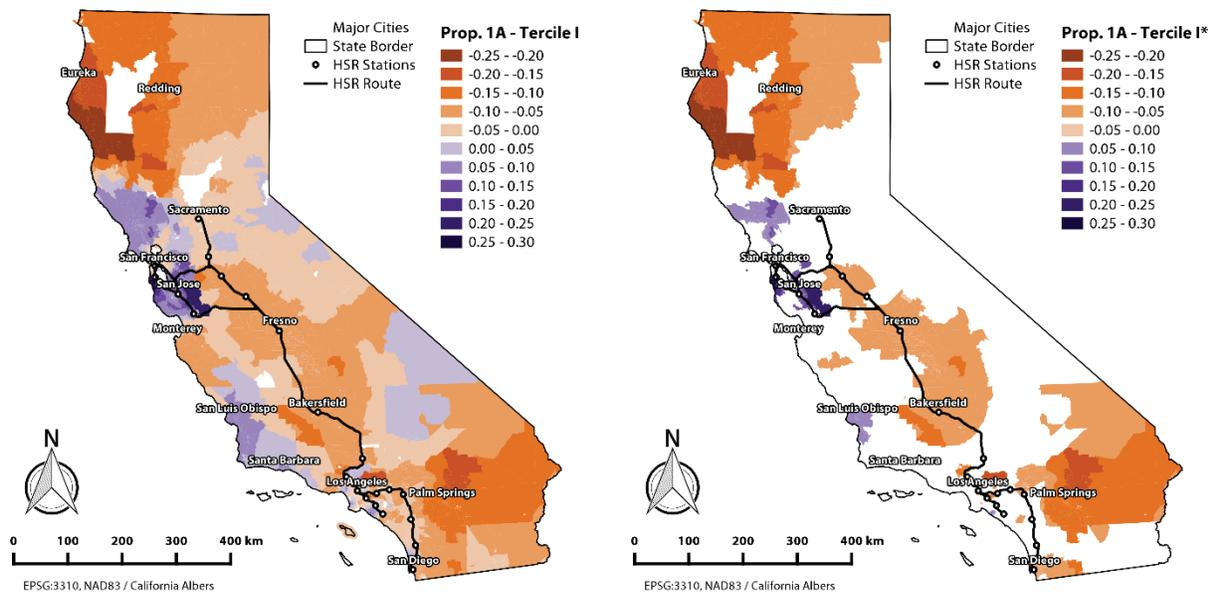 Major Cities
State Border
HSR Stations
HSR Route
Prop. 1A - Tercile I
-0.25 - -0.20
-0.20 - -0.15
-0.15 - -0.10
-0.10 - -0.05
-0.05 - 0.00
0.00 - 0.05
0.05 - 0.10
0.10 - 0.15
0.15 - 0.20
0.20 - 0.25
0.25 - 0.30
Eureka
Redding
Sacramento
San Francisco
San Jose
Monterey
Fresno
San Luis Obispo
Bakersfield
Santa Barbara
Los Angeles
Palm Springs
San Diego
N
0 100 200 300 400 km
EPSG:3310, NAD83 / California Albers
Major Cities
State Border
HSR Stations
HSR Route
Prop. 1A - Tercile I*
-0.25 - -0.20
-0.20 - -0.15
-0.15 - -0.10
-0.10 - -0.05
-0.05 - 0.00
0.05 - 0.10
0.10 - 0.15
0.15 - 0.20
0.20 - 0.25
0.25 - 0.30
Eureka
Redding
Sacramento
San Francisco
San Jose
Monterey
Fresno
San Luis Obispo
Bakersfield
Santa Barbara
Los Angeles
Palm Springs
San Diego
N
0 100 200 300 400 km
EPSG:3310, NAD83 / California Albers